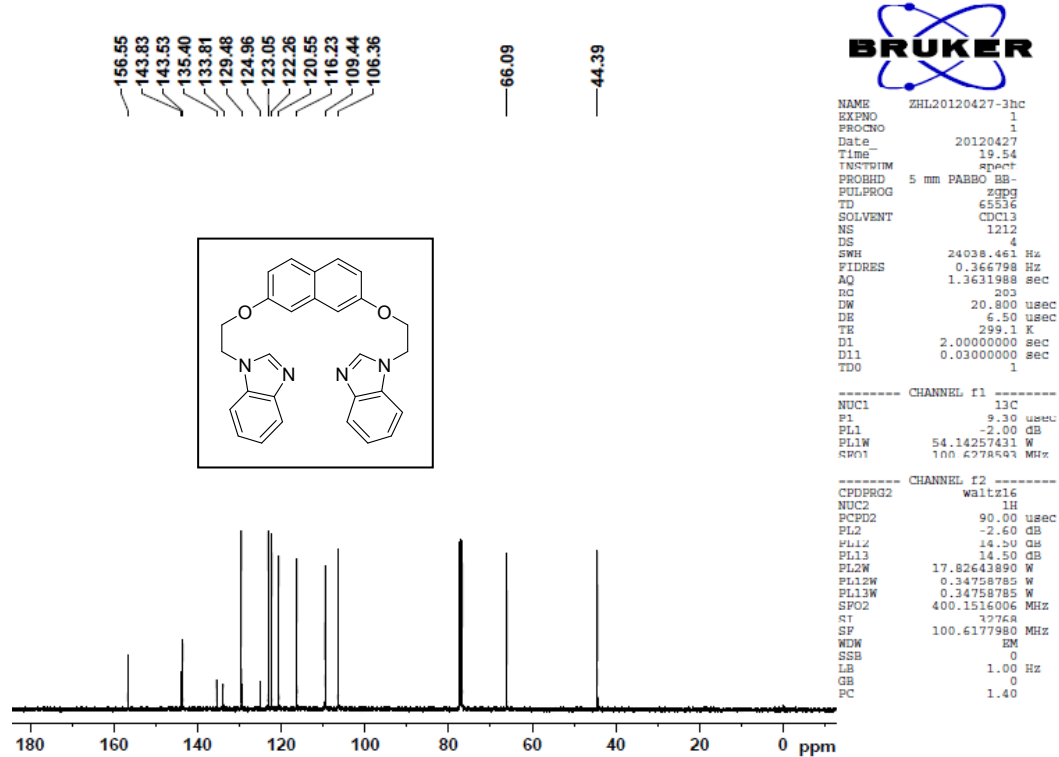 156.55
143.83
143.53
135.40
133.81
129.48
124.96
123.05
122.26
120.55
116.23
109.44
106.36
66.09
44.39
O
O
N
N
N
N
180 160 140 120 100 80 60 40 20 0 ppm
BRUKER
NAME ZHL20120427-3hc
EXPNO 1
PROCNO 1
Date_ 20120427
Time 19.54
INSTRUM spect
PROBHD 5 mm PABBO BB-
PULPROG zgpg
TD 65536
SOLVENT CDCl3
NS 1212
DS 4
SWH 24038.461 Hz
FIDRES 0.366798 Hz
AQ 1.3631988 sec
RG 203
DW 20.800 usec
DE 6.50 usec
TE 299.1 K
D1 2.00000000 sec
D11 0.03000000 sec
TD0 1
======== CHANNEL f1 ========
NUC1 13C
P1 9.30 usec
PL1 -2.00 dB
PL1W 54.14257431 W
SFO1 100.6278593 MHz
======== CHANNEL f2 ========
CPDPRG2 waltz16
NUC2 1H
PCPD2 90.00 usec
PL2 -2.60 dB
PL12 14.50 dB
PL13 14.50 dB
PL2W 17.82643890 W
PL12W 0.34758785 W
PL13W 0.34758785 W
SFO2 400.1516006 MHz
SI 32768
SF 100.6177980 MHz
WDW EM
SSB 0
LB 1.00 Hz
GB 0
PC 1.40